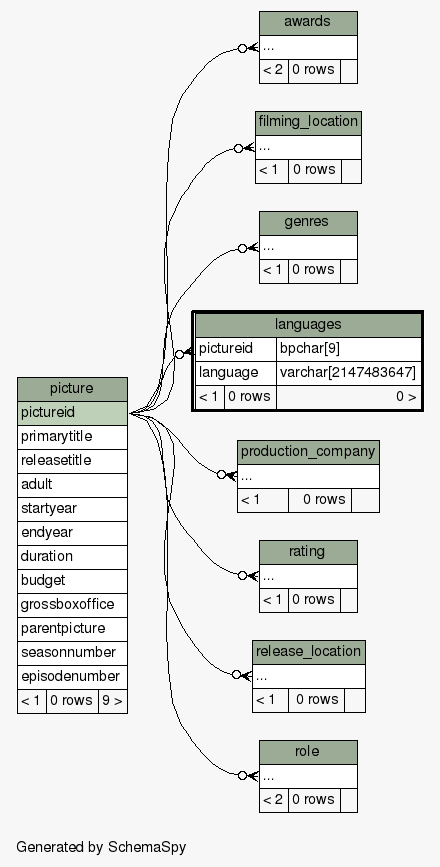 awards
...
< 2 0 rows
filming_location
...
< 1 0 rows
genres
...
< 1 0 rows
languages
pictureid bpchar[9]
language varchar[2147483647]
< 1 0 rows 0 >
picture
pictureid
primarytitle
releasetitle
adult
startyear
endyear
duration
budget
grossboxoffice
parentpicture
seasonnumber
episodenumber
< 1 0 rows 9 >
production_company
...
< 1 0 rows
rating
...
< 1 0 rows
release_location
...
< 1 0 rows
role
...
< 2 0 rows
Generated by SchemaSpy